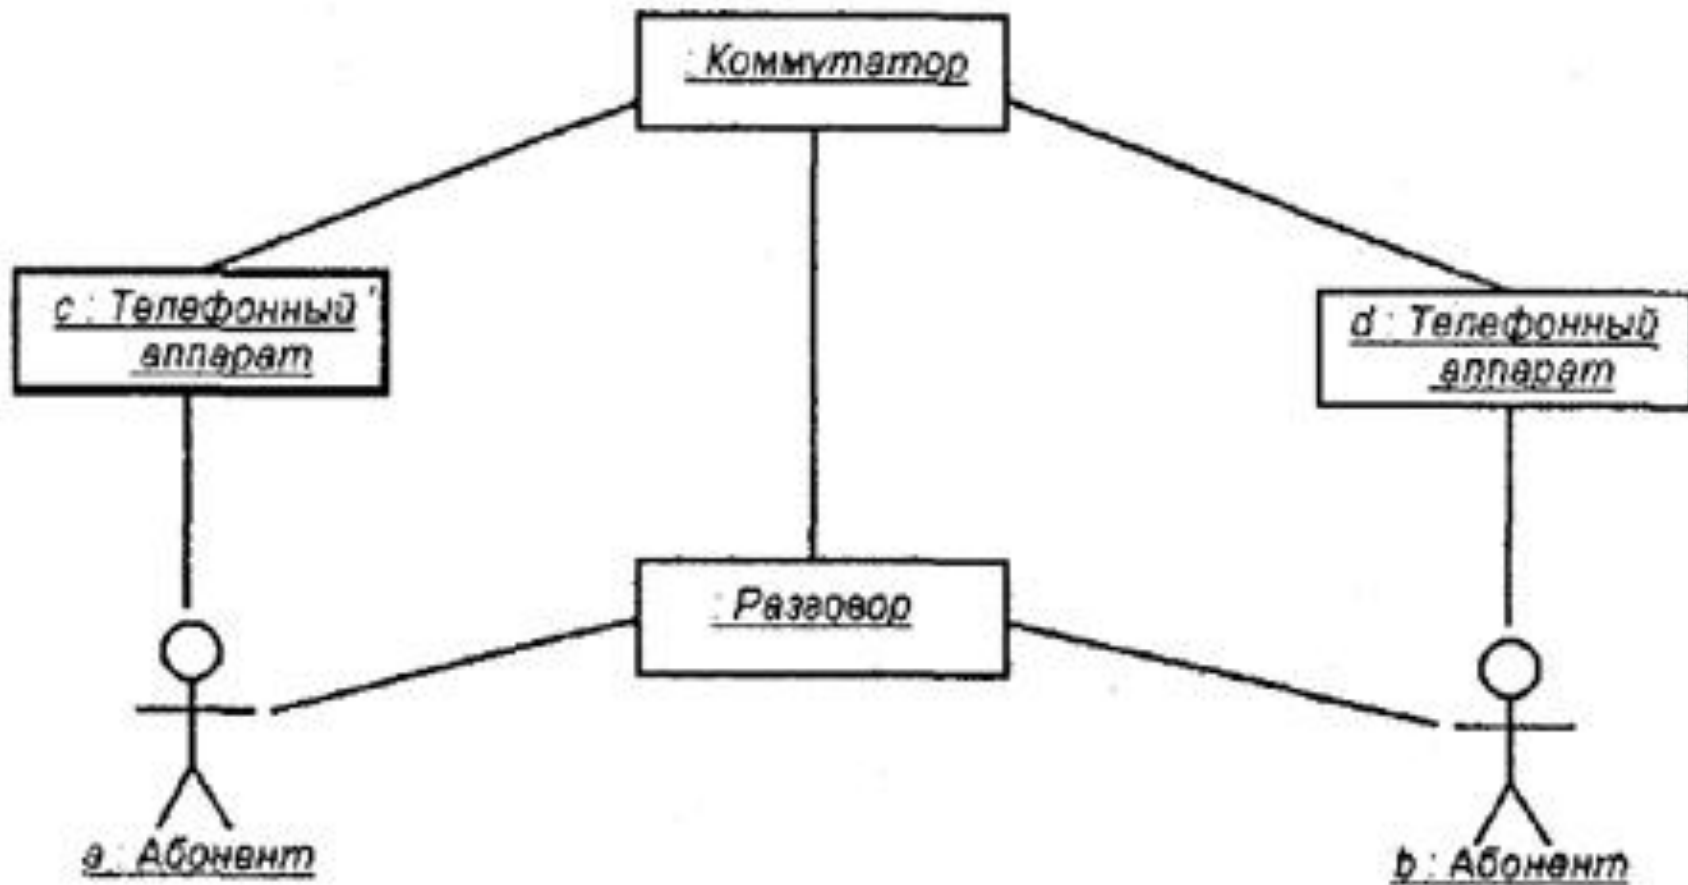 : Коммутатор
c : Телефонный
аппарат
d : Телефонный
аппарат
: Разговор
a : Абонент
b : Абонент